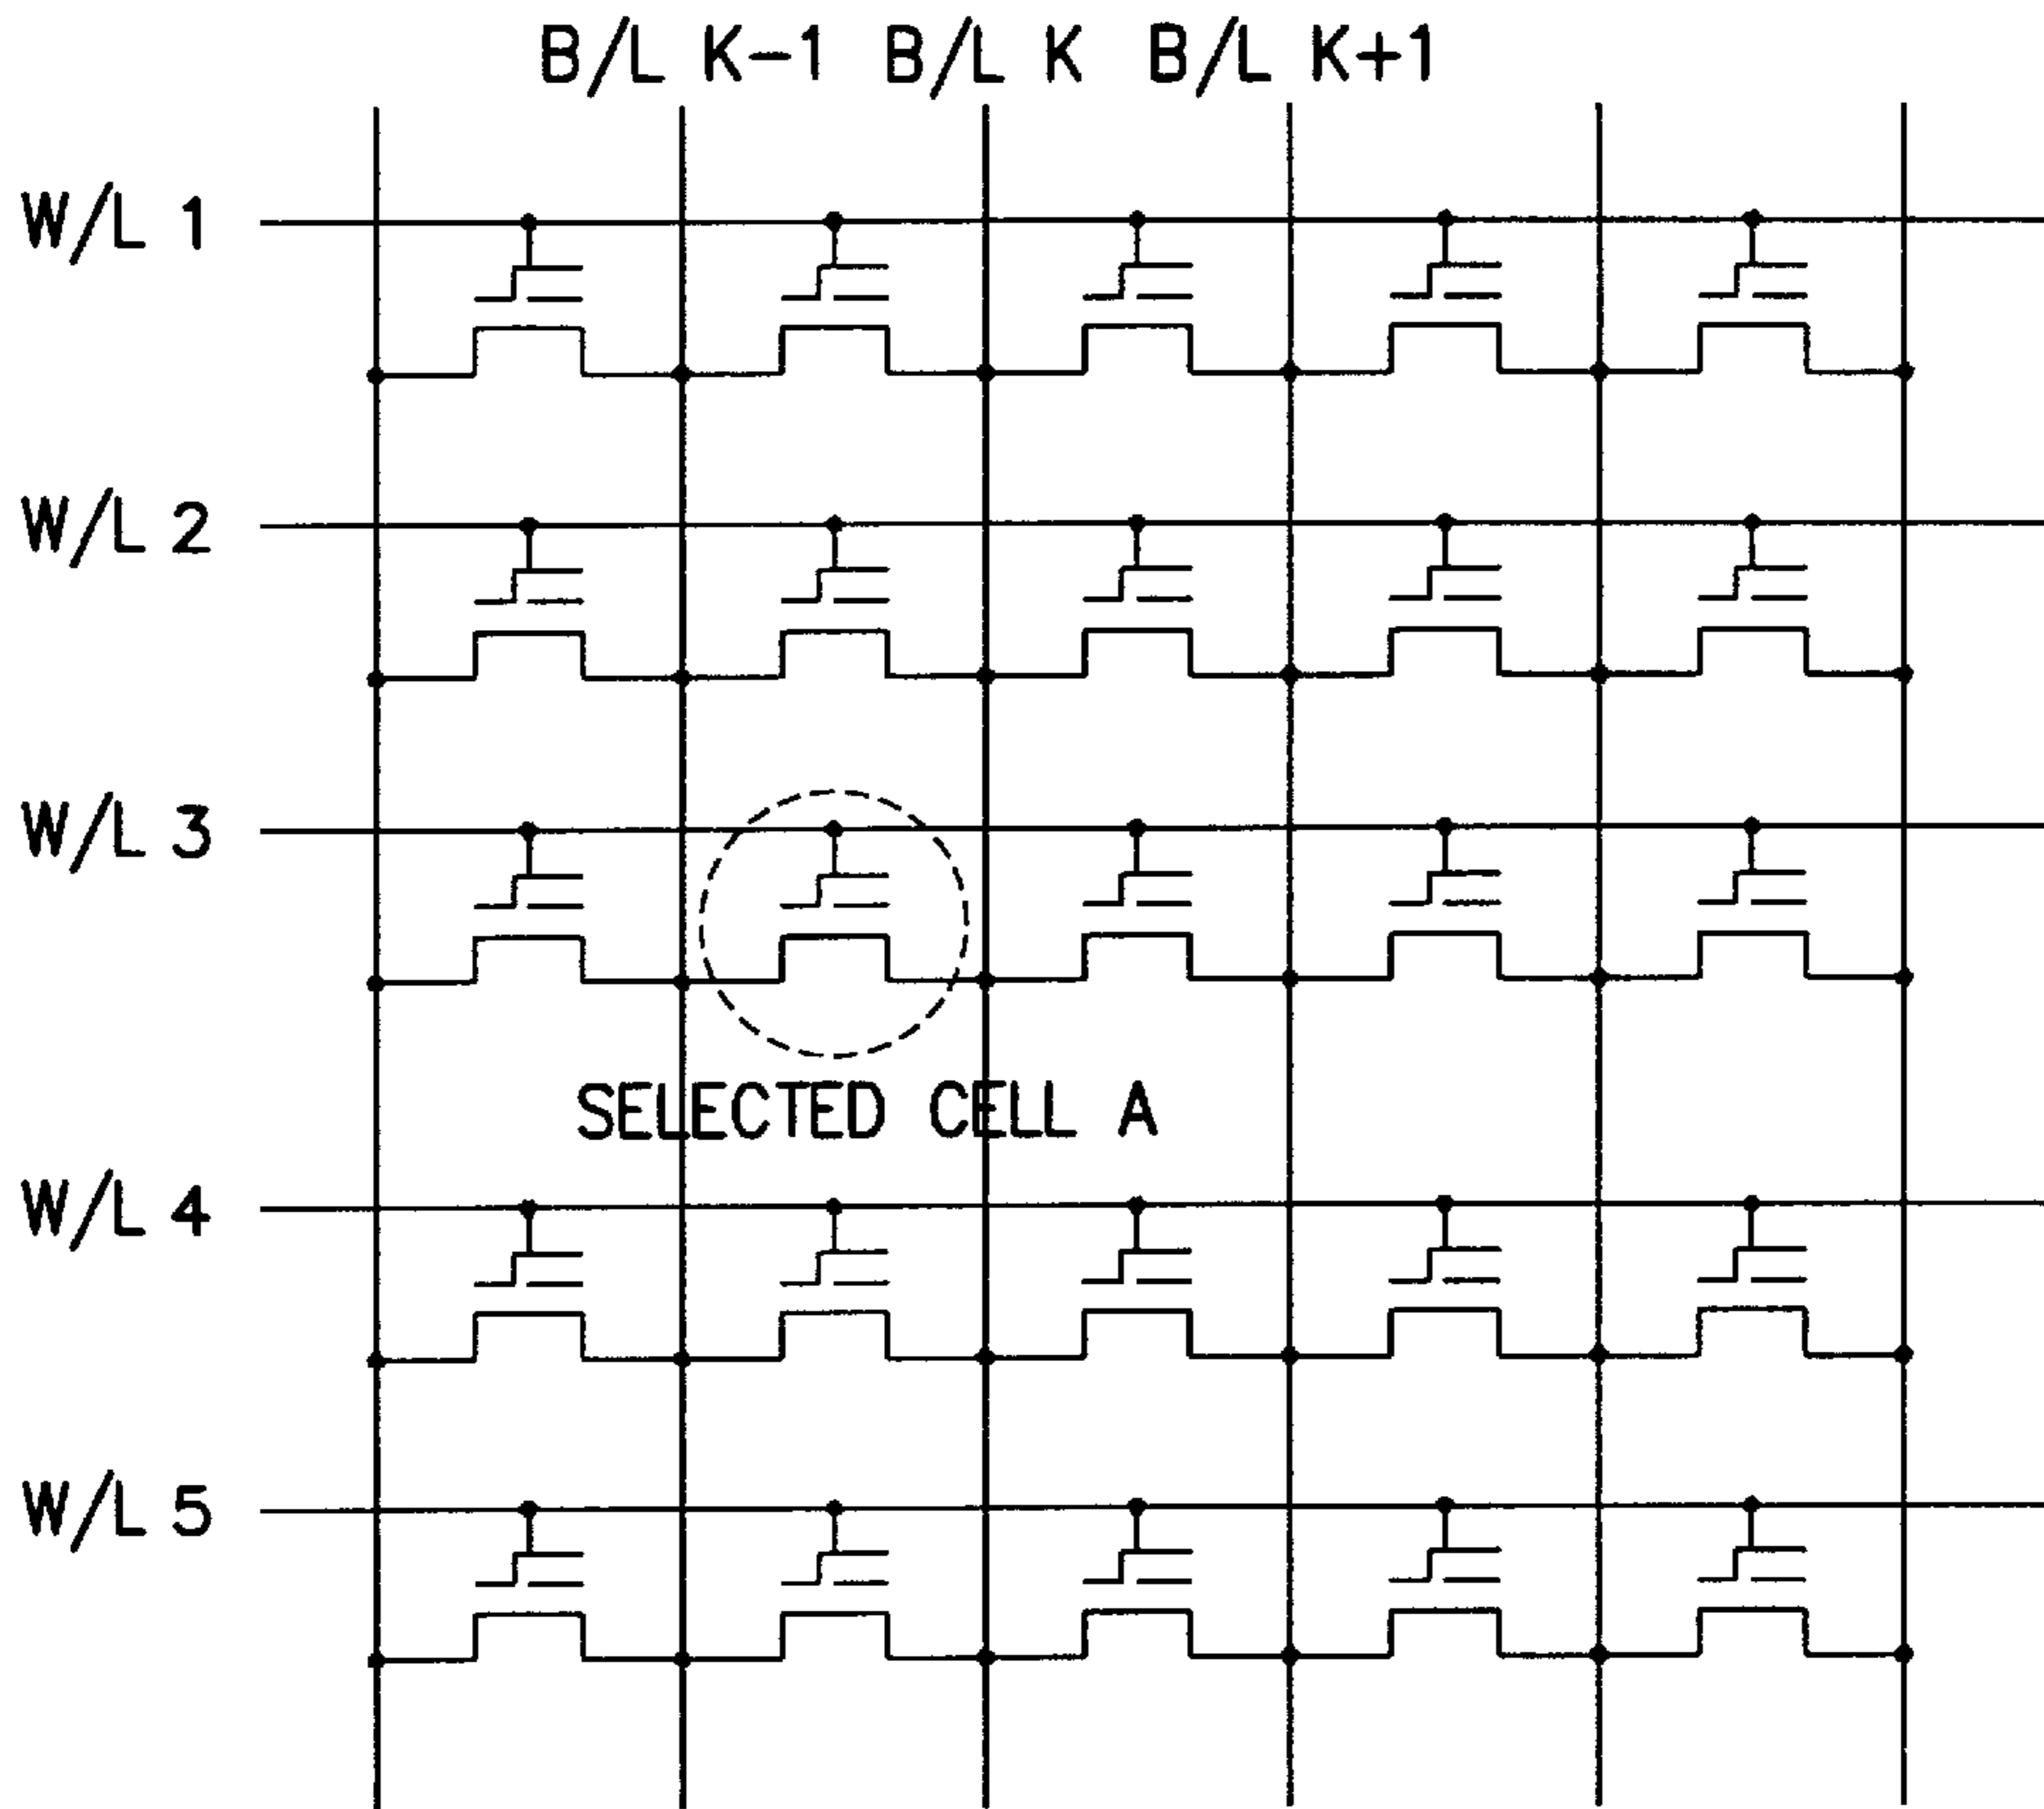 B/L K-1 B/L K B/L K+1
W/L 1
W/L 2
W/L 3
SELECTED CELL A
W/L 4
W/L 5